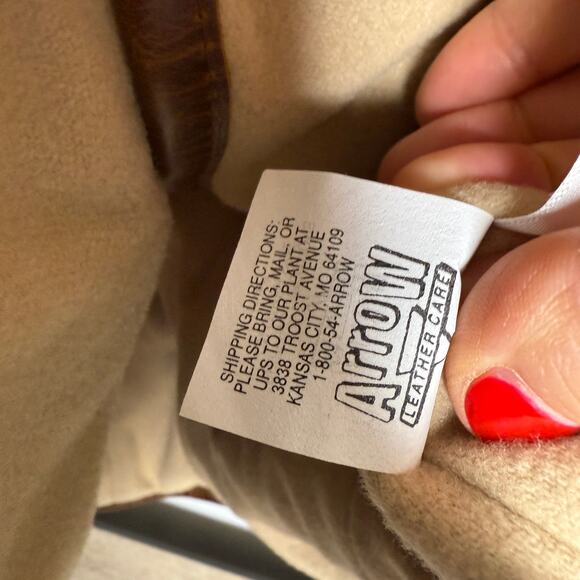 SHIPPING DIRECTIONS:
PLEASE BRING, MAIL, OR
UPS TO OUR PLANT AT
3838 TROOST AVENUE
KANSAS CITY, MO 64109
1-800-54-ARROW
Arrow
LEATHER CARE